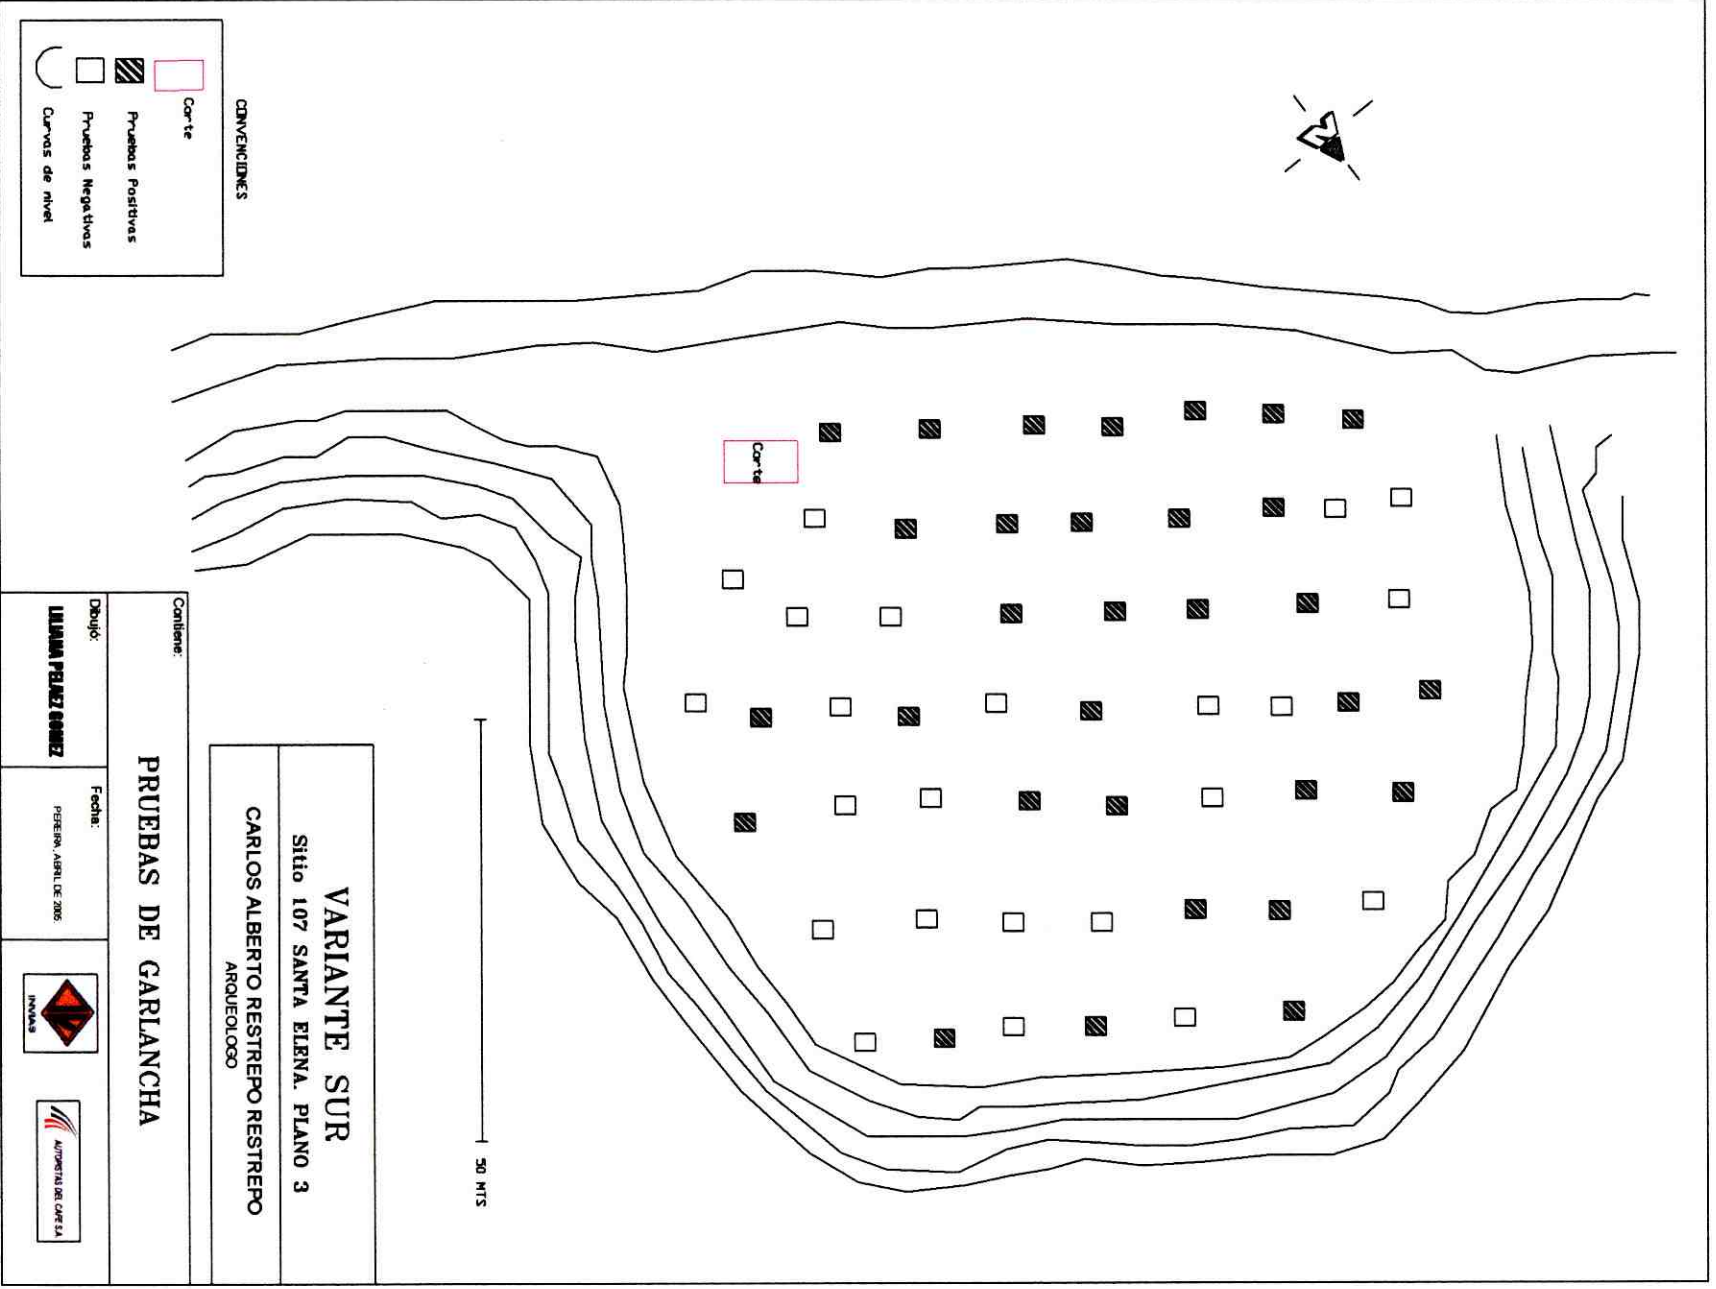 CONVENCIONES
Corte
Pruebas Positivas
Pruebas Negativas
Curvas de nivel
N
Corte
50 MTS
VARIANTE SUR
Sitio 107 SANTA ELENA. PLANO 3
CARLOS ALBERTO RESTREPO RESTREPO
ARQUEOLOGO
Contiene:
PRUEBAS DE GARLANCHA
Dibujó:
LILIANA PELAEZ GOMEZ
Fecha:
PEREIRA, ABRIL DE 2005
INVIAS
AUTOPISTAS DEL CAFE S.A